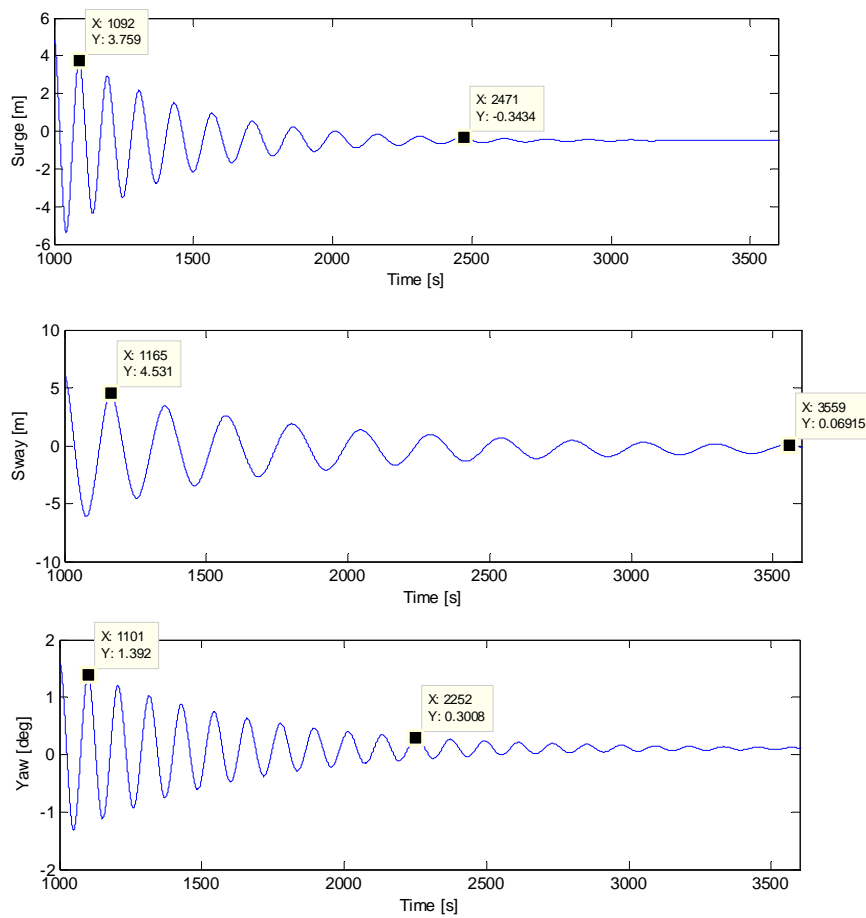 X: 1092
Y: 3.759
X: 2471
Y: -0.3434
6
4
2
0
-2
-4
-6
Surge [m]
1000 1500 2000 2500 3000 3500
Time [s]
X: 1165
Y: 4.531
X: 3559
Y: 0.06915
10
5
0
-5
-10
Sway [m]
1000 1500 2000 2500 3000 3500
Time [s]
X: 1101
Y: 1.392
X: 2252
Y: 0.3008
2
1
0
-1
-2
Yaw [deg]
1000 1500 2000 2500 3000 3500
Time [s]